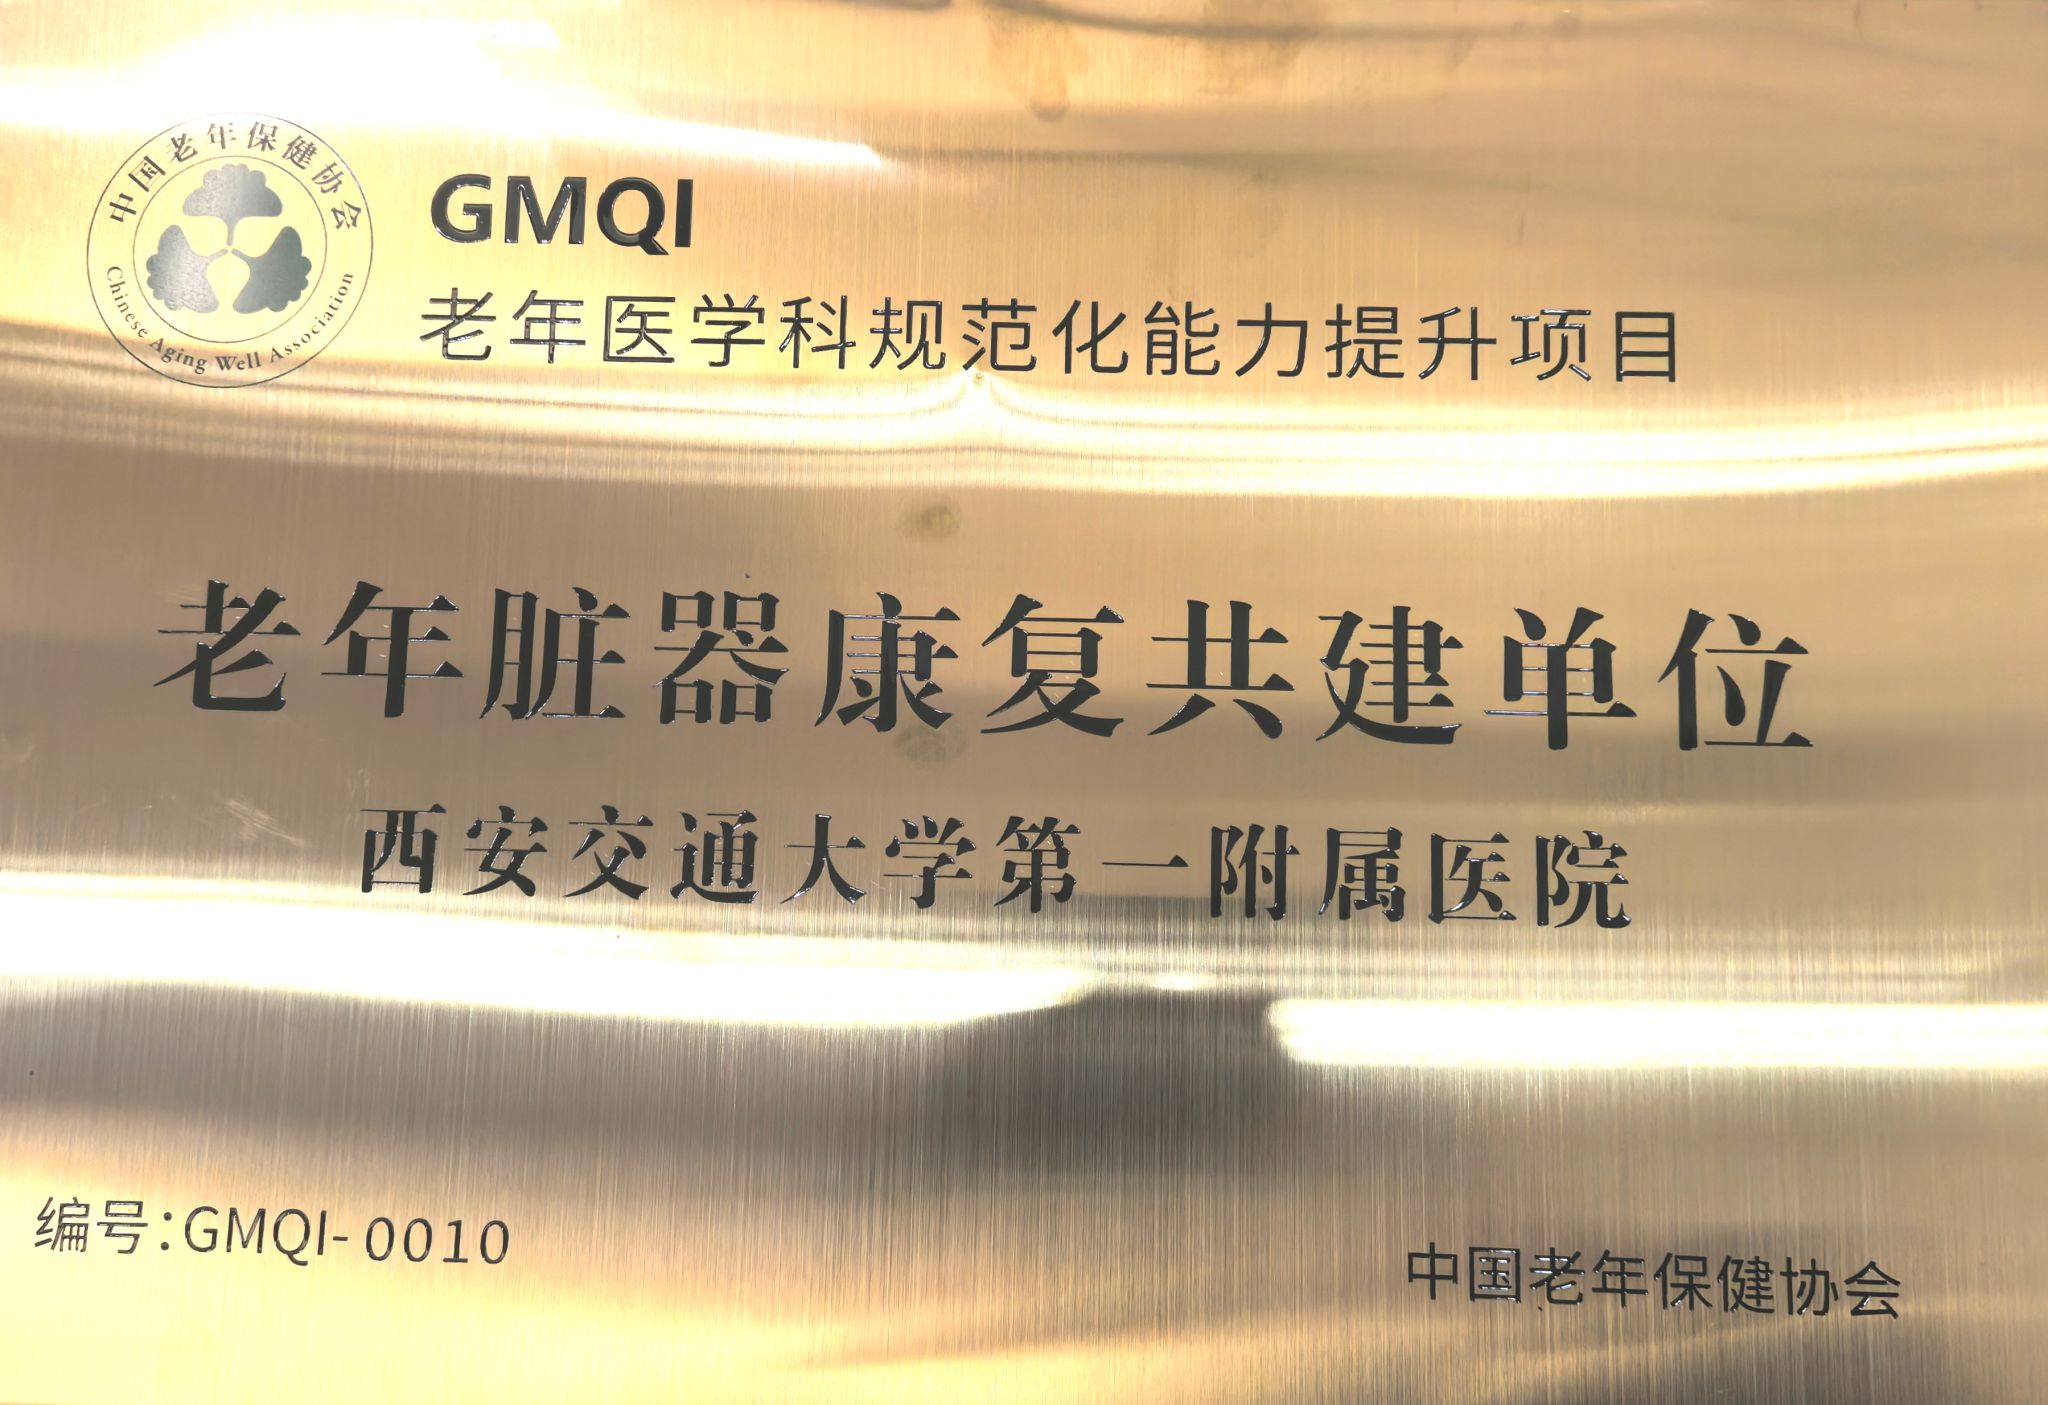 中国老年保健协会
Chinese Aging Well Association
GMQI
老年医学科规范化能力提升项目
老年脏器康复共建单位
西安交通大学第一附属医院
编号:GMQI-0010
中国老年保健协会